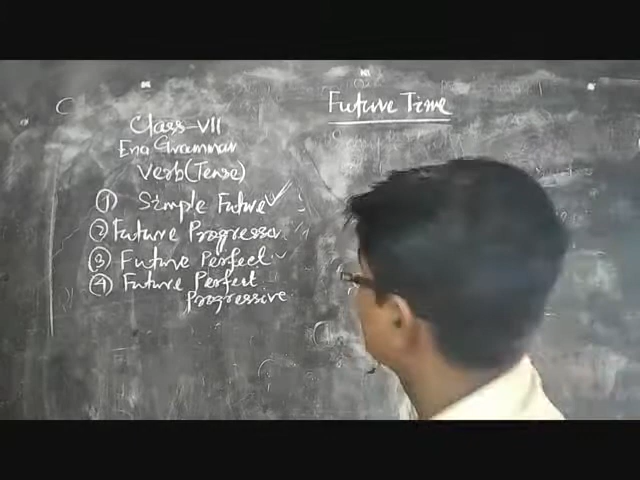 Future Time
Class-VII
Eng Grammar
Verb(Tense)
① Simple Future ✓
② Future Progressive
③ Future Perfect
④ Future Perfect
Progressive